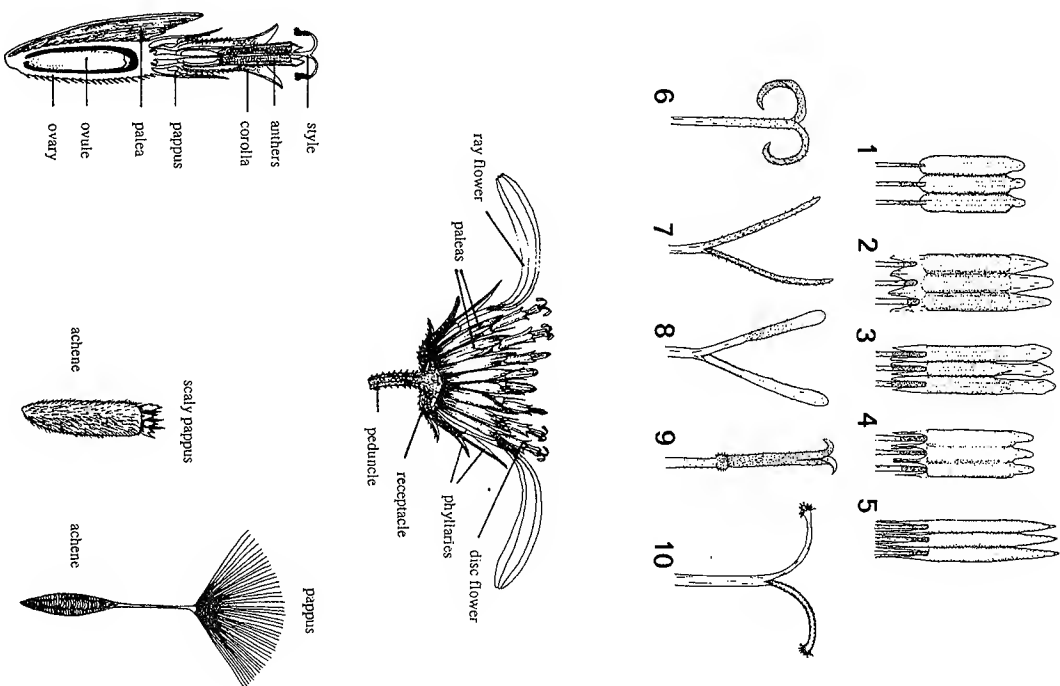 1
2
3
4
5
6
7
8
9
10
ray flower
paleas
peduncle
receptacle
phyllaries
disc flower
style
anthers
corolla
pappus
palea
ovule
ovary
scaly pappus
achene
pappus
achene